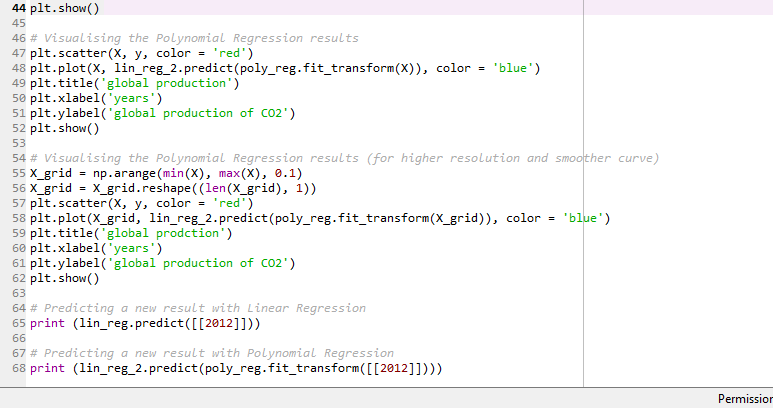 44 plt.show()
45
46 # Visualising the Polynomial Regression results
47 plt.scatter(X, y, color = 'red')
48 plt.plot(X, lin_reg_2.predict(poly_reg.fit_transform(X)), color = 'blue')
49 plt.title('global production')
50 plt.xlabel('years')
51 plt.ylabel('global production of CO2')
52 plt.show()
53
54 # Visualising the Polynomial Regression results (for higher resolution and smoother curve)
55 X_grid = np.arange(min(X), max(X), 0.1)
56 X_grid = X_grid.reshape((len(X_grid), 1))
57 plt.scatter(X, y, color = 'red')
58 plt.plot(X_grid, lin_reg_2.predict(poly_reg.fit_transform(X_grid)), color = 'blue')
59 plt.title('global prodction')
60 plt.xlabel('years')
61 plt.ylabel('global production of CO2')
62 plt.show()
63
64 # Predicting a new result with Linear Regression
65 print (lin_reg.predict([[2012]]))
66
67 # Predicting a new result with Polynomial Regression
68 print (lin_reg_2.predict(poly_reg.fit_transform([[2012]])))
Permission